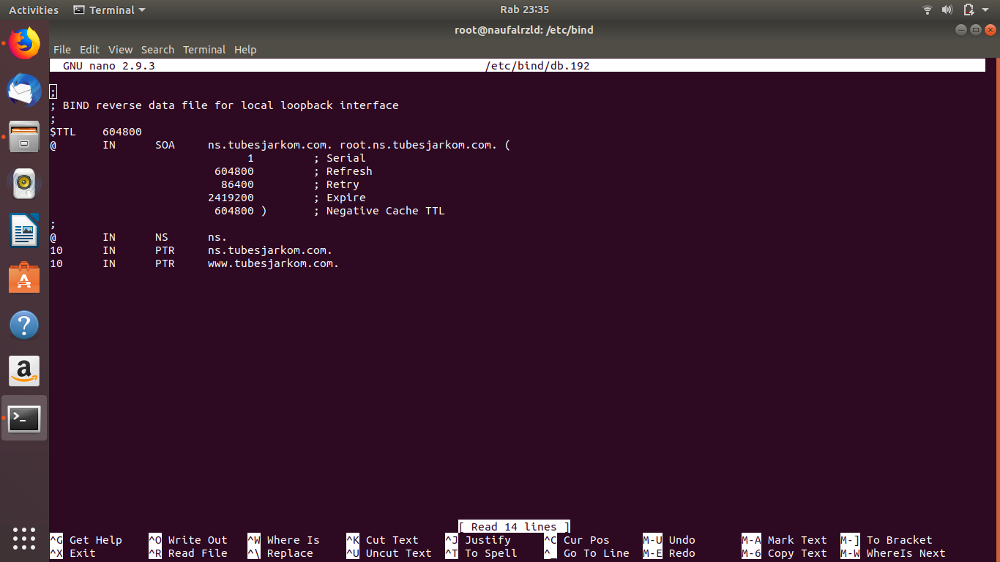 Activities Terminal Rab 23:35
root@naufalrzld: /etc/bind
File Edit View Search Terminal Help
GNU nano 2.9.3 /etc/bind/db.192
;
; BIND reverse data file for local loopback interface
;
$TTL 604800
@ IN SOA ns.tubesjarkom.com. root.ns.tubesjarkom.com. (
1 ; Serial
604800 ; Refresh
86400 ; Retry
2419200 ; Expire
604800 ) ; Negative Cache TTL
;
@ IN NS ns.
10 IN PTR ns.tubesjarkom.com.
10 IN PTR www.tubesjarkom.com.
[ Read 14 lines ]
^G Get Help ^O Write Out ^W Where Is ^K Cut Text ^J Justify ^C Cur Pos M-U Undo M-A Mark Text M-] To Bracket
^X Exit ^R Read File ^\ Replace ^U Uncut Text ^T To Spell ^_ Go To Line M-E Redo M-6 Copy Text M-W WhereIs Next